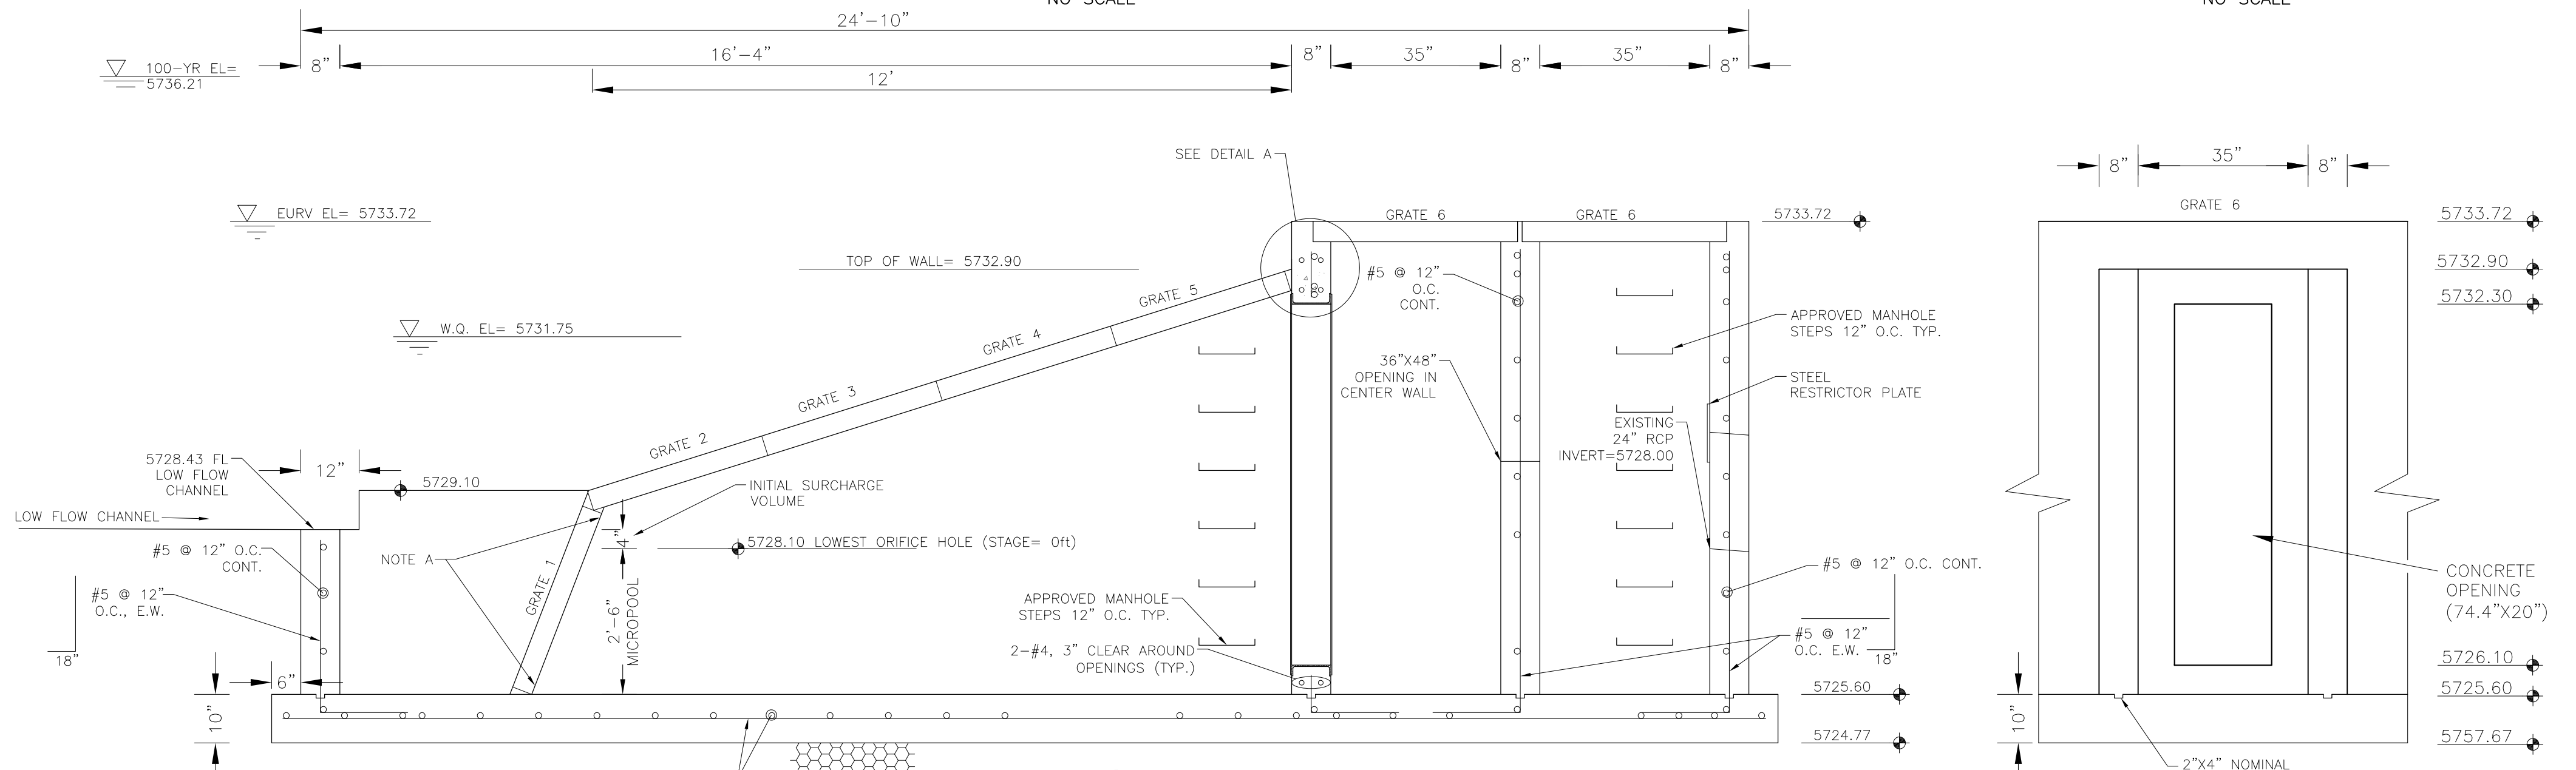 NO SCALE
NO SCALE
24'-10"
100-YR EL=
5736.21
8"
16'-4"
8"
35"
8"
35"
8"
12'
SEE DETAIL A
8"
35"
8"
EURV EL= 5733.72
GRATE 6
GRATE 6
5733.72
GRATE 6
5733.72
TOP OF WALL= 5732.90
#5 @ 12"
O.C.
CONT.
5732.90
5732.30
GRATE 5
W.Q. EL= 5731.75
GRATE 4
GRATE 3
GRATE 2
APPROVED MANHOLE
STEPS 12" O.C. TYP.
36"X48"
OPENING IN
CENTER WALL
STEEL
RESTRICTOR PLATE
EXISTING
24" RCP
INVERT=5728.00
5728.43 FL
LOW FLOW
CHANNEL
12"
5729.10
INITIAL SURCHARGE
VOLUME
LOW FLOW CHANNEL
4"
5728.10 LOWEST ORIFICE HOLE (STAGE= 0ft)
#5 @ 12" O.C.
CONT.
NOTE A
GRATE 1
2'-6"
MICROPOOL
#5 @ 12"
O.C., E.W.
18"
APPROVED MANHOLE
STEPS 12" O.C. TYP.
2-#4, 3" CLEAR AROUND
OPENINGS (TYP.)
#5 @ 12" O.C. CONT.
#5 @ 12"
O.C. E.W.
18"
CONCRETE
OPENING
(74.4"X20")
6"
10"
5726.10
5725.60
5725.60
10"
5724.77
5757.67
2"X4" NOMINAL